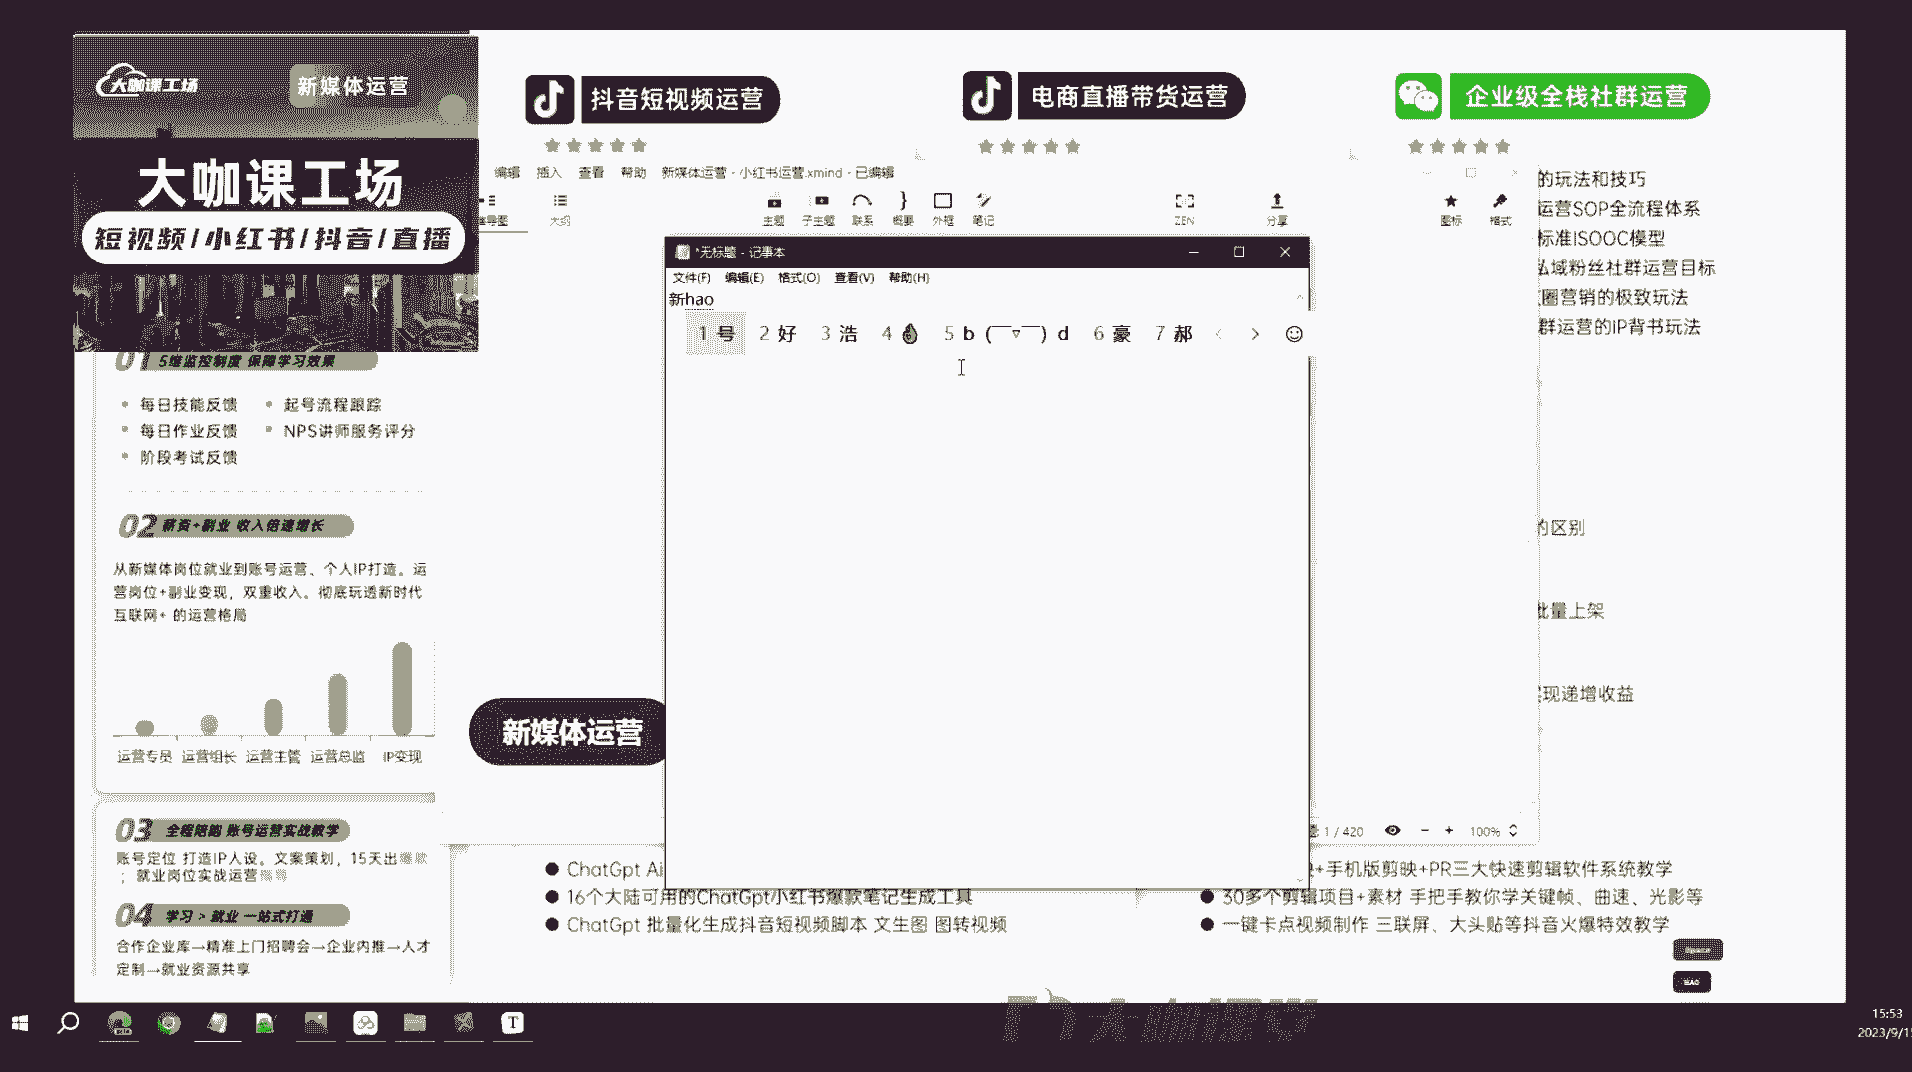 大咖课工场
新媒体运营
大咖课工场
短视频/小红书/抖音/直播
抖音短视频运营
电商直播带货运营
企业级全栈社群运营
编辑 插入 查看 帮助 新媒体运营 - 小红书运营.xmind - 已编辑
大纲 主题 子主题 联系 概要 外框 笔记 ZEN 分享 图标 格式
的玩法和技巧
运营SOP全流程体系
标准ISOOC模型
私域粉丝社群运营目标
圈营销的极致玩法
群运营的IP背书玩法
*无标题 - 记事本
文件(F) 编辑(E) 格式(O) 查看(V) 帮助(H)
新hao
1 号 2 好 3 浩 4 5 b (￣▽￣) d 6 豪 7 郝
01 5维监控制度 保障学习效果
每日技能反馈 起号流程跟踪
每日作业反馈 NPS讲师服务评分
阶段考试反馈
02 薪资+副业 收入倍速增长
从新媒体岗位就业到账号运营、个人IP打造。运
营岗位+副业变现，双重收入。彻底玩透新时代
互联网+ 的运营格局
运营专员 运营组长 运营主管 运营总监 IP变现
的区别
批量上架
现递增收益
新媒体运营
03 全程陪跑 账号运营实战教学
账号定位 打造IP人设。文案策划，15天出爆款
；就业岗位实战运营
04 学习 > 就业 一站式打通
合作企业库→精准上门招聘会→企业内推→人才
定制→就业资源共享
1 / 420 − + 100%
ChatGpt Ai
16个大陆可用的ChatGpt小红书爆款笔记生成工具
ChatGpt 批量化生成抖音短视频脚本 文生图 图转视频
+手机版剪映+PR三大快速剪辑软件系统教学
30多个剪辑项目+素材 手把手教你学关键帧、曲速、光影等
一键卡点视频制作 三联屏、大头贴等抖音火爆特效教学
大咖课堂
15:53
2023/9/15